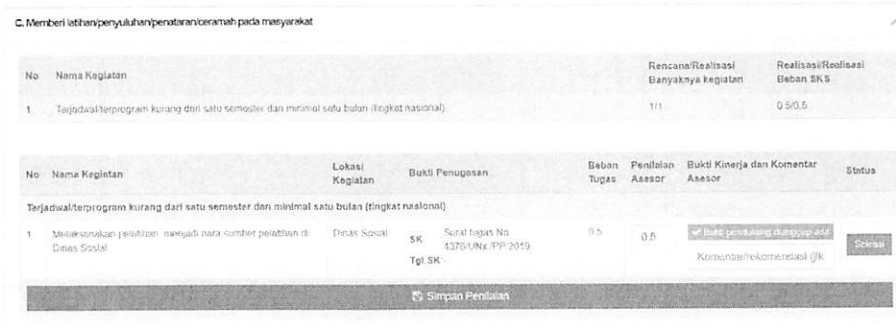 C. Memberi latihan/penyuluhan/penataran/ceramah pada masyarakat
No Nama Kegiatan Rencana/Realisasi Banyaknya kegiatan Realisasi/Realisasi Beban SKS
1 Terjadwal/terprogram kurang dari satu semester dan minimal satu bulan (tingkat nasional) 1/1 0.5/0.5
No Nama Kegiatan Lokasi Kegiatan Bukti Penugasan Beban Tugas Penilaian Asesor Bukti Kinerja dan Komentar Asesor Status
Terjadwal/terprogram kurang dari satu semester dan minimal satu bulan (tingkat nasional)
1 Melaksanakan pelatihan menjadi nara sumber pelatihan di Dinas Sosial Dinas Sosial SK Surat tugas No. 4376/UNx./PP/2019 0.5 0.5 Bukti pendukung dianggap ada Selesai
Tgl.SK - Komentar/rekomendasi (jik
Simpan Penilaian